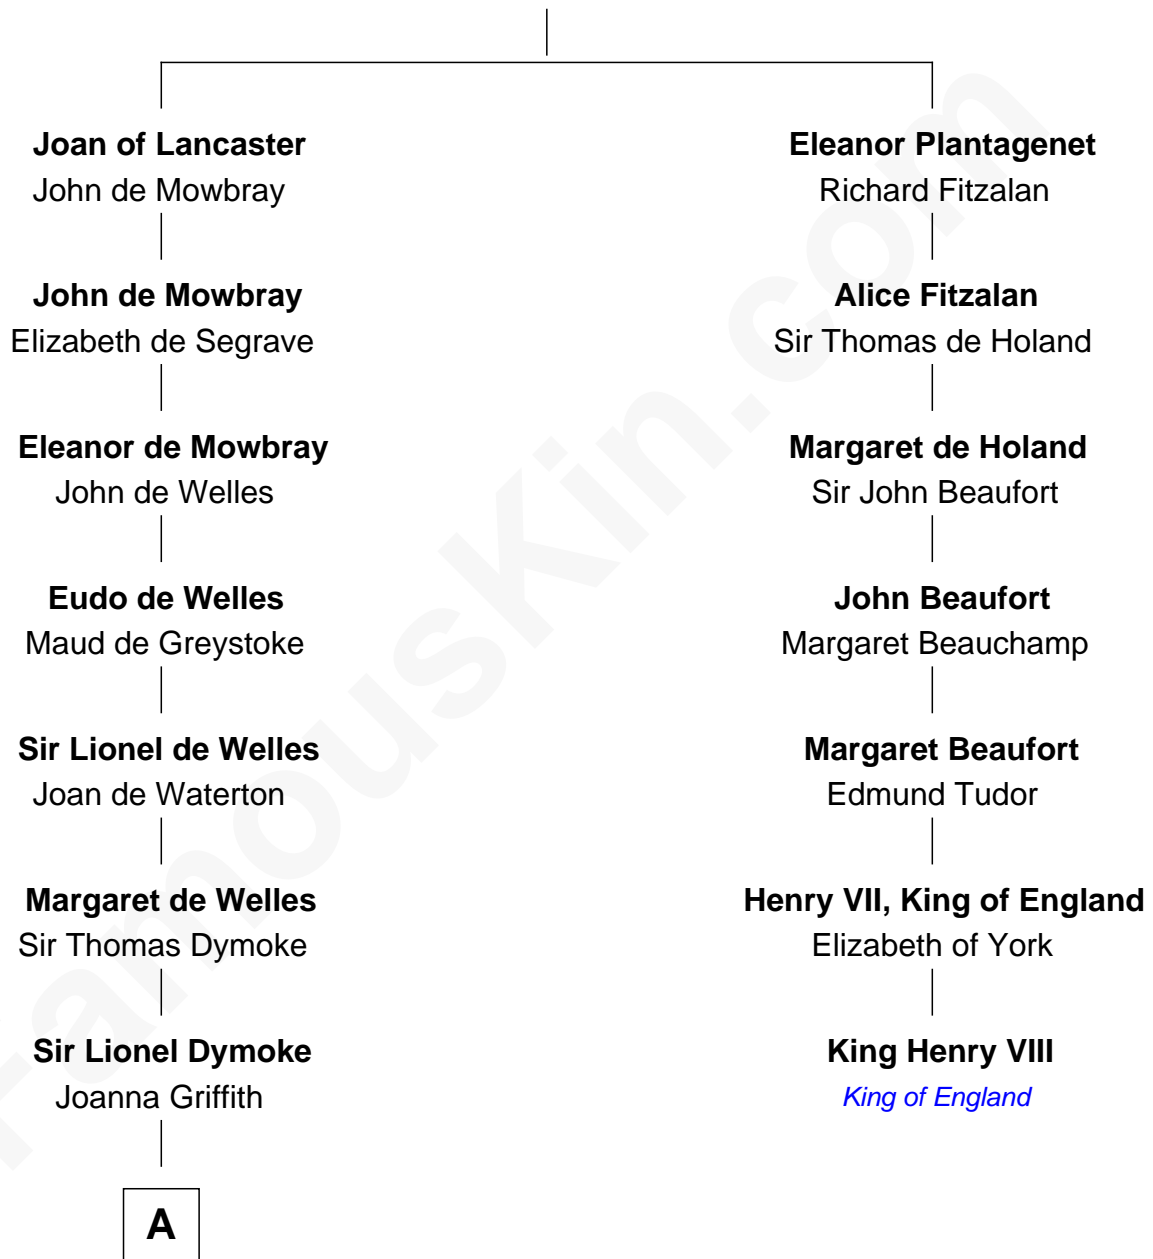 Joan of Lancaster
John de Mowbray
John de Mowbray
Elizabeth de Segrave
Eleanor de Mowbray
John de Welles
Eudo de Welles
Maud de Greystoke
Sir Lionel de Welles
Joan de Waterton
Margaret de Welles
Sir Thomas Dymoke
Sir Lionel Dymoke
Joanna Griffith
A
Eleanor Plantagenet
Richard Fitzalan
Alice Fitzalan
Sir Thomas de Holand
Margaret de Holand
Sir John Beaufort
John Beaufort
Margaret Beauchamp
Margaret Beaufort
Edmund Tudor
Henry VII, King of England
Elizabeth of York
King Henry VIII
King of England
FamousKin.com